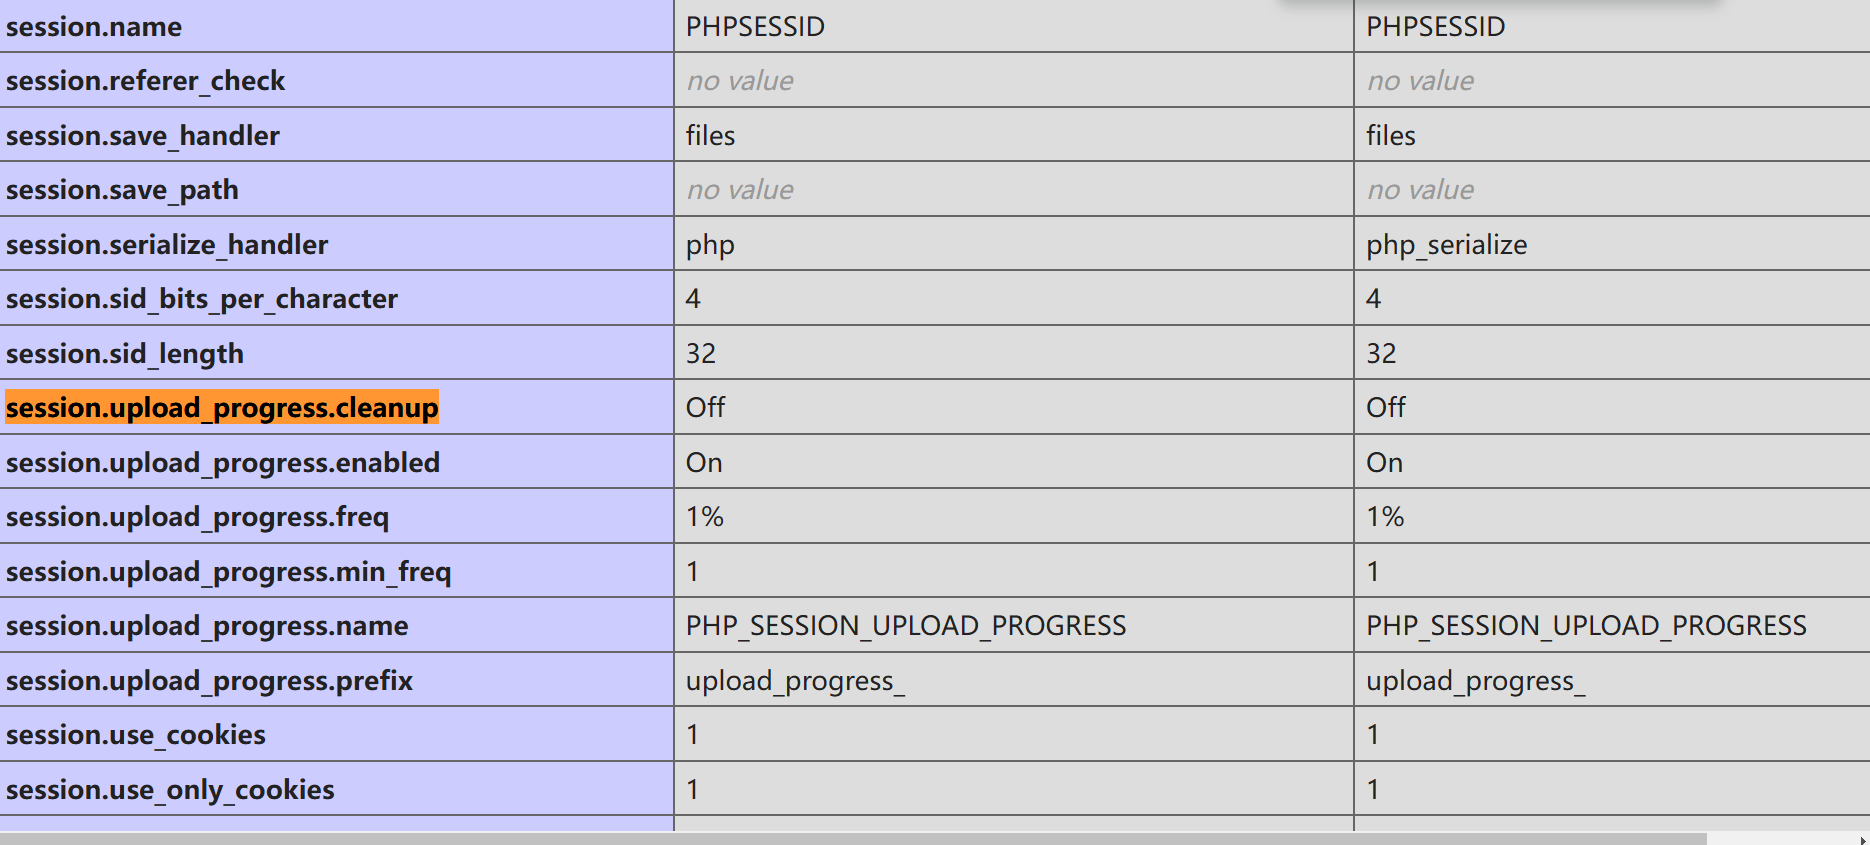 session.name PHPSESSID PHPSESSID
session.referer_check no value no value
session.save_handler files files
session.save_path no value no value
session.serialize_handler php php_serialize
session.sid_bits_per_character 4 4
session.sid_length 32 32
session.upload_progress.cleanup Off Off
session.upload_progress.enabled On On
session.upload_progress.freq 1% 1%
session.upload_progress.min_freq 1 1
session.upload_progress.name PHP_SESSION_UPLOAD_PROGRESS PHP_SESSION_UPLOAD_PROGRESS
session.upload_progress.prefix upload_progress_ upload_progress_
session.use_cookies 1 1
session.use_only_cookies 1 1